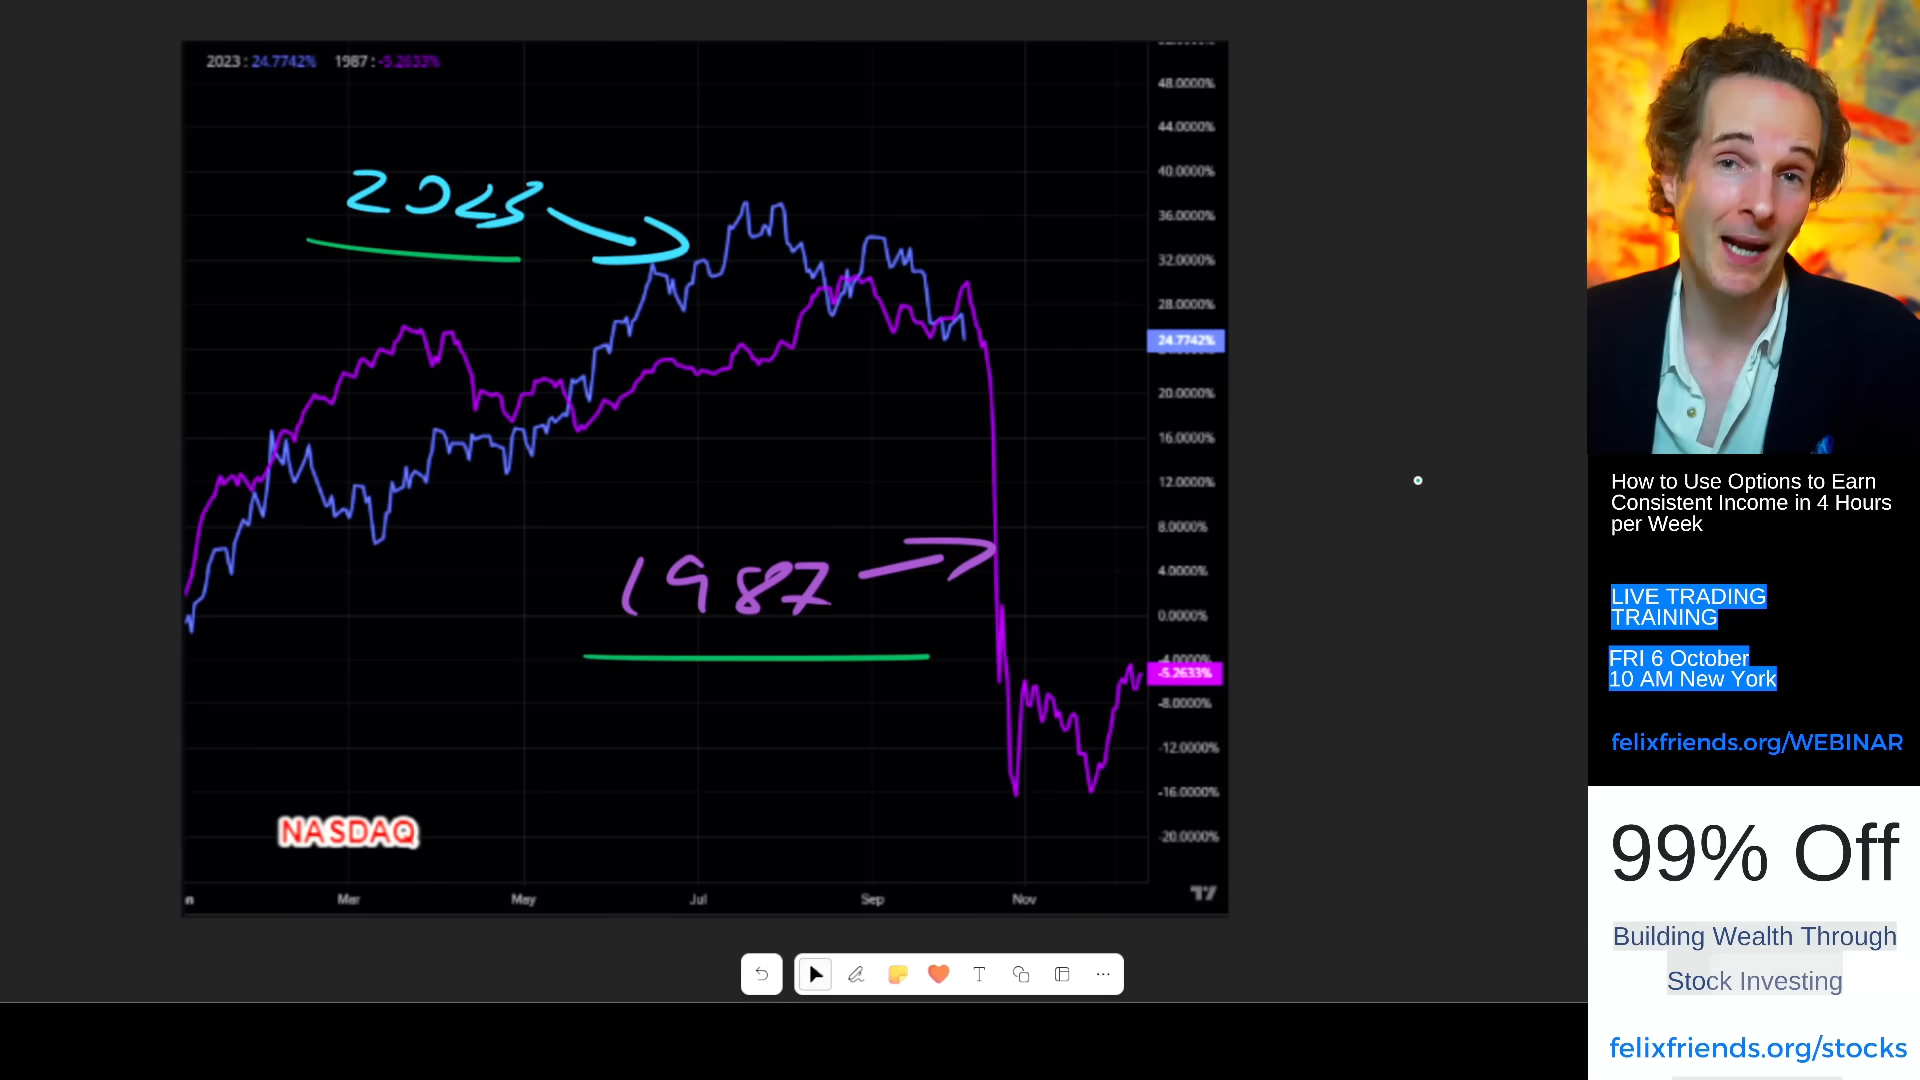 2023 : 24.7742% 1987 : -5.2633%
48.0000%
44.0000%
40.0000%
36.0000%
32.0000%
28.0000%
24.7742%
20.0000%
16.0000%
12.0000%
8.0000%
4.0000%
0.0000%
-4.0000%
-5.2633%
-8.0000%
-12.0000%
-16.0000%
-20.0000%
2023
1987
NASDAQ
Mar May Jul Sep Nov
How to Use Options to Earn
Consistent Income in 4 Hours
per Week
LIVE TRADING
TRAINING
FRI 6 October
10 AM New York
felixfriends.org/WEBINAR
99% Off
Building Wealth Through
Stock Investing
felixfriends.org/stocks